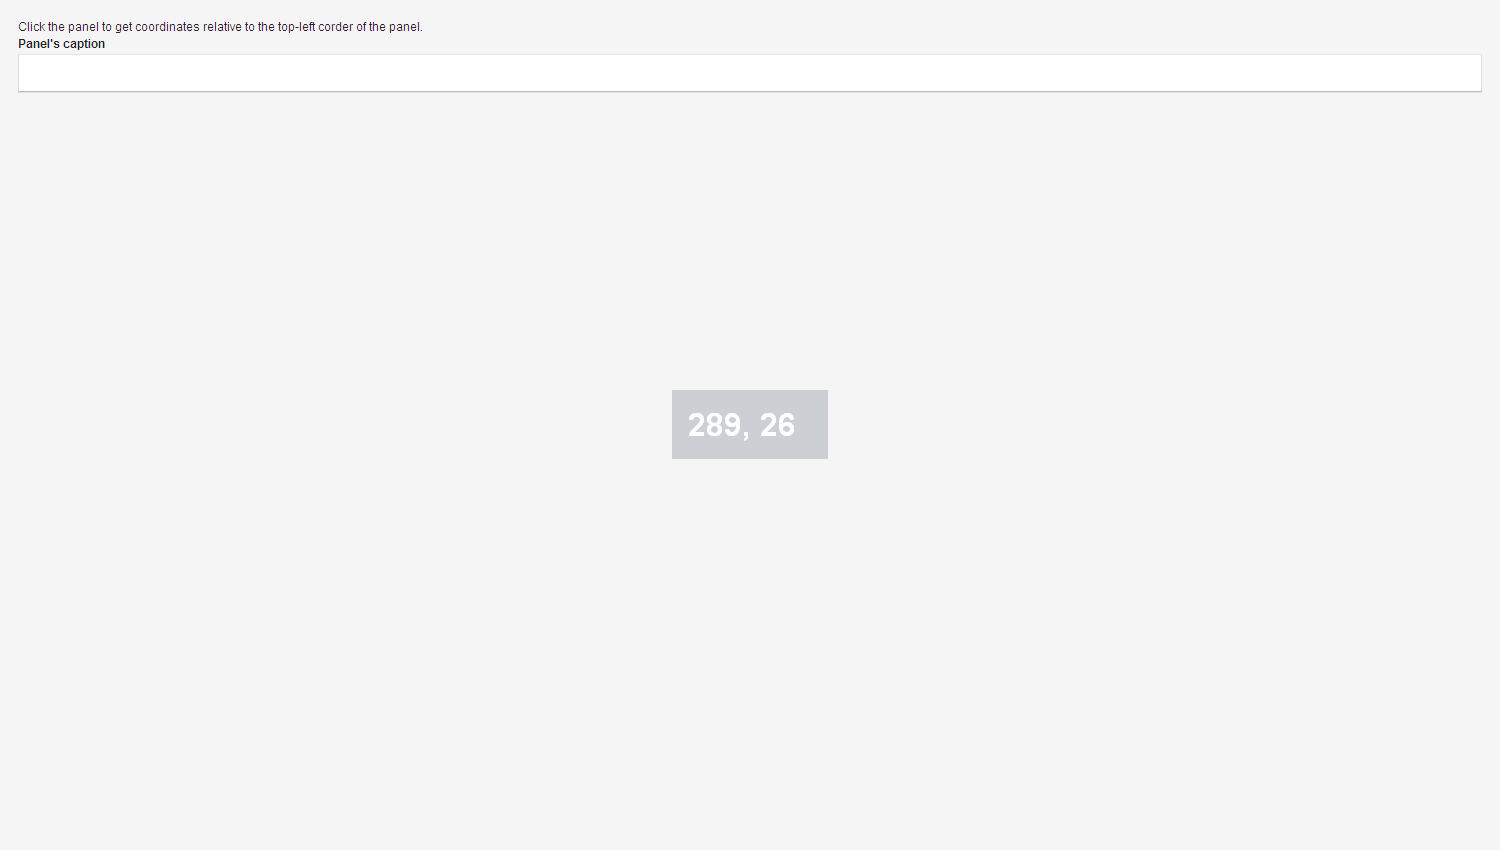 Click the panel to get coordinates relative to the top-left corder of the panel.
Panel's caption
289, 26